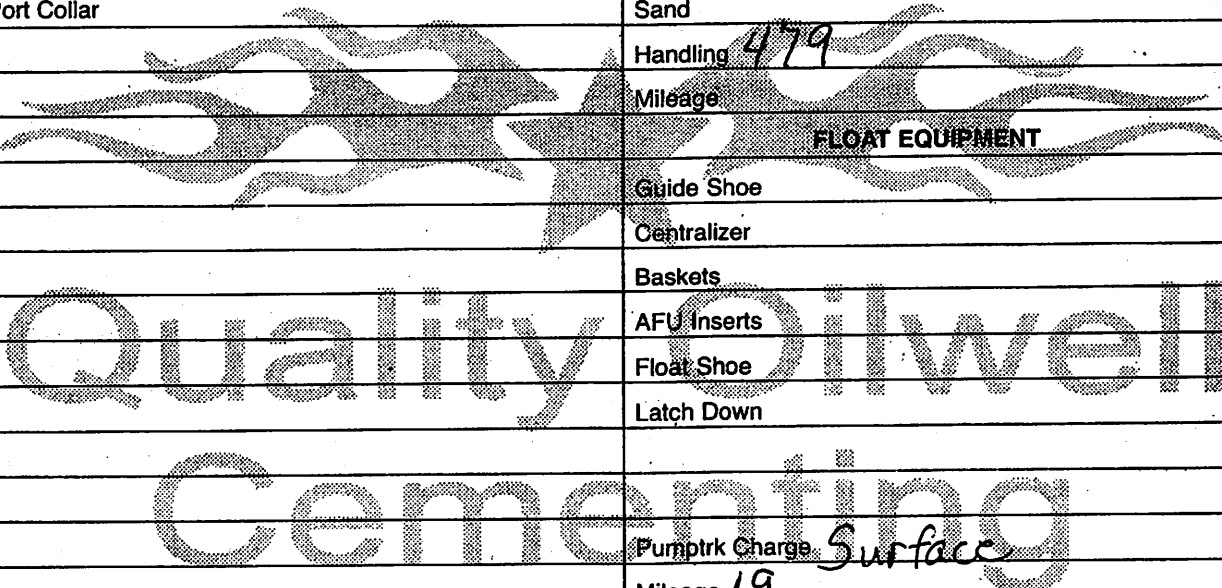 Port Collar
Sand
Handling 479
Mileage
FLOAT EQUIPMENT
Guide Shoe
Centralizer
Baskets
AFU Inserts
Float Shoe
Latch Down
Quality Oilwell
Cementing
Pumptrk Charge Surface
Mileage 19